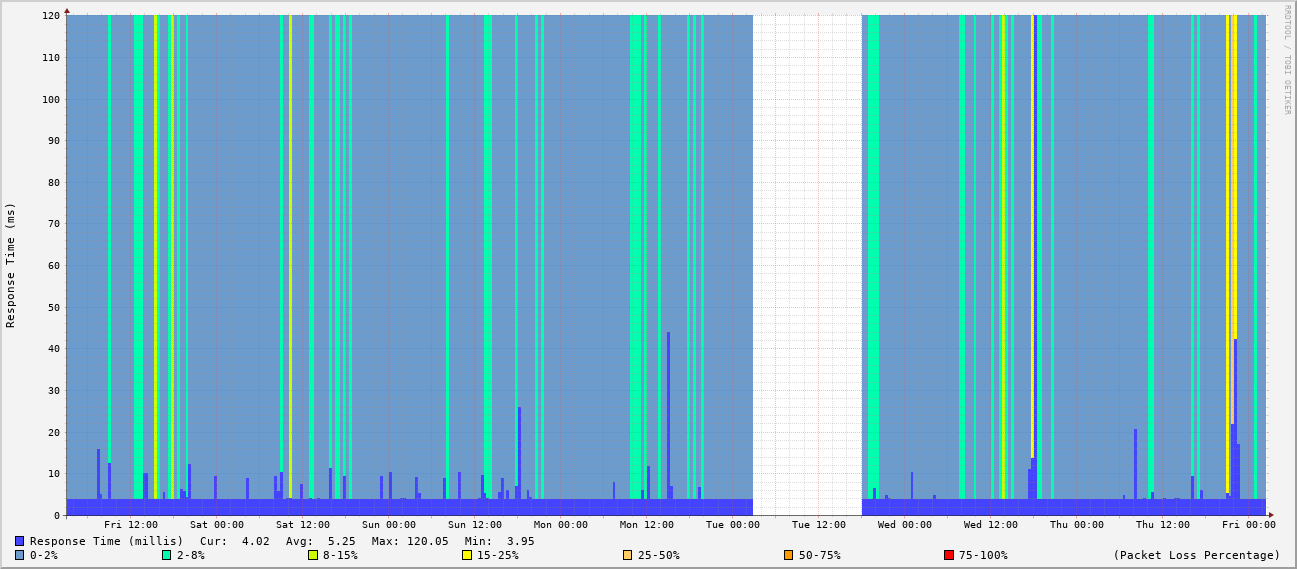 RRDTOOL / TOBI OETIKER
Response Time (ms)
120
110
100
90
80
70
60
50
40
30
20
10
0
Fri 12:00 Sat 00:00 Sat 12:00 Sun 00:00 Sun 12:00 Mon 00:00 Mon 12:00 Tue 00:00 Tue 12:00 Wed 00:00 Wed 12:00 Thu 00:00 Thu 12:00 Fri 00:00
Response Time (millis) Cur: 4.02 Avg: 5.25 Max: 120.05 Min: 3.95
0-2% 2-8% 8-15% 15-25% 25-50% 50-75% 75-100% (Packet Loss Percentage)